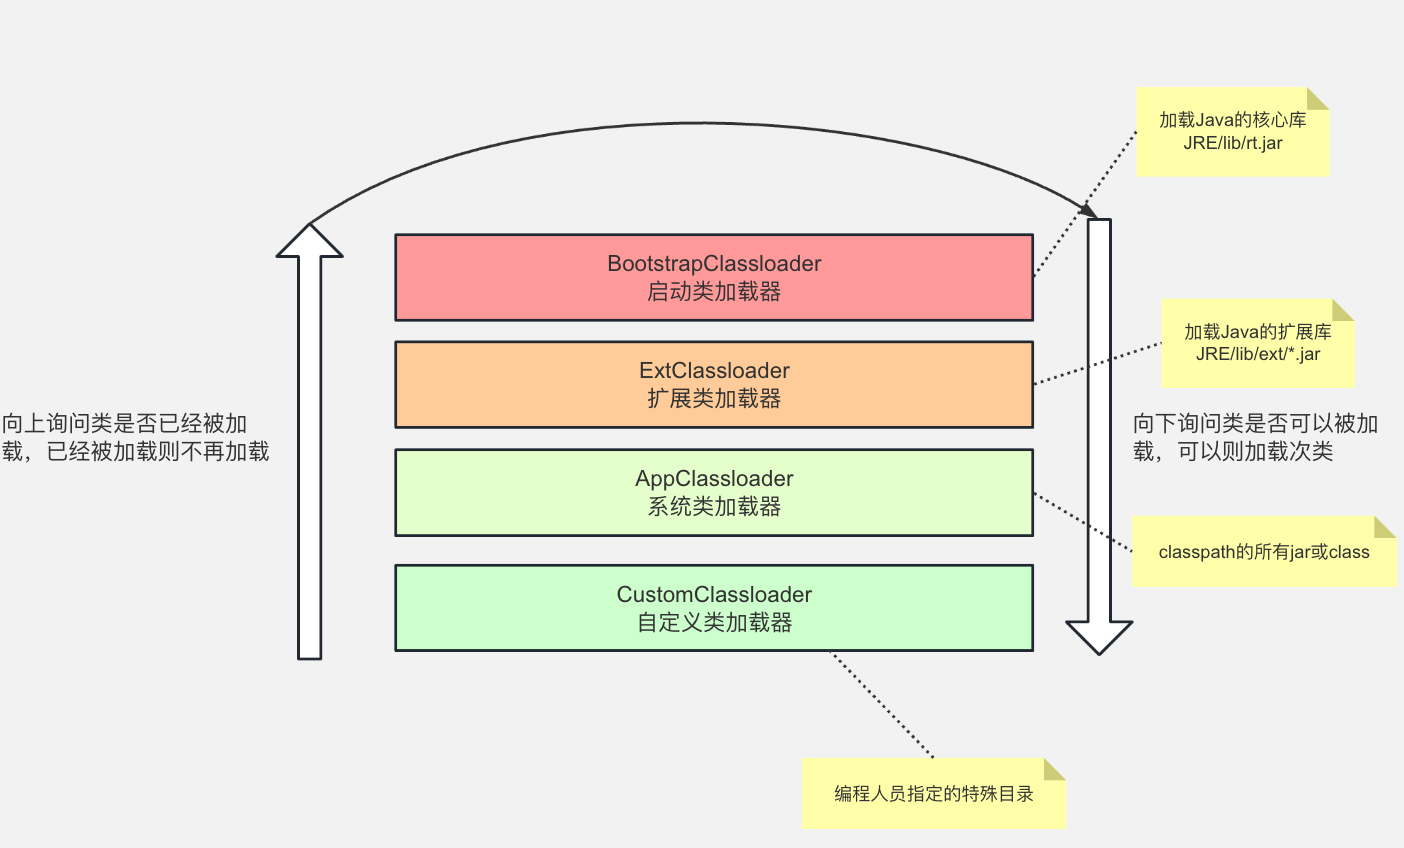 加载Java的核心库
JRE/lib/rt.jar
BootstrapClassloader
启动类加载器
加载Java的扩展库
JRE/lib/ext/*.jar
ExtClassloader
扩展类加载器
向上询问类是否已经被加
载，已经被加载则不再加载
向下询问类是否可以被加
载，可以则加载次类
AppClassloader
系统类加载器
classpath的所有jar或class
CustomClassloader
自定义类加载器
编程人员指定的特殊目录